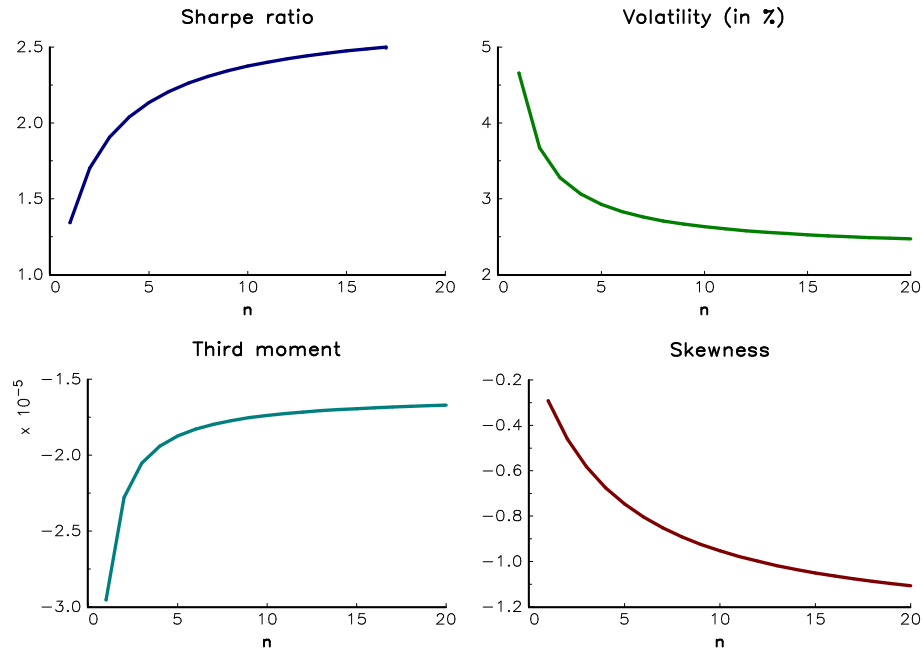 Sharpe ratio
2.5
2.0
1.5
1.0
0 5 10 15 20
n
Volatility (in %)
5
4
3
2
0 5 10 15 20
n
Third moment
× 10⁻⁵
−1.5
−2.0
−2.5
−3.0
0 5 10 15 20
n
Skewness
−0.2
−0.4
−0.6
−0.8
−1.0
−1.2
0 5 10 15 20
n